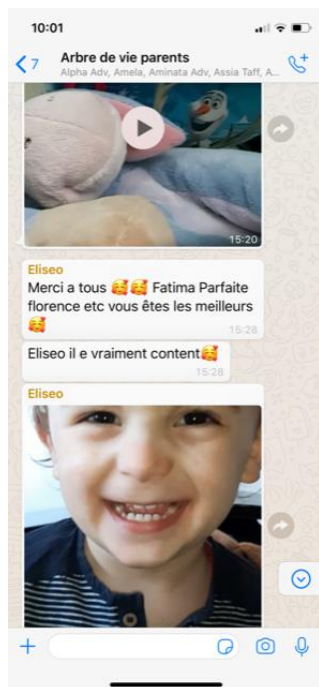 10:01
7
Arbre de vie parents
Alpha Adv, Amela, Aminata Adv, Assia Taff, A...
15:20
Eliseo
Merci a tous 🥰🥰 Fatima Parfaite
florence etc vous êtes les meilleurs
🥰
15:28
Eliseo il e vraiment content🥰
15:28
Eliseo